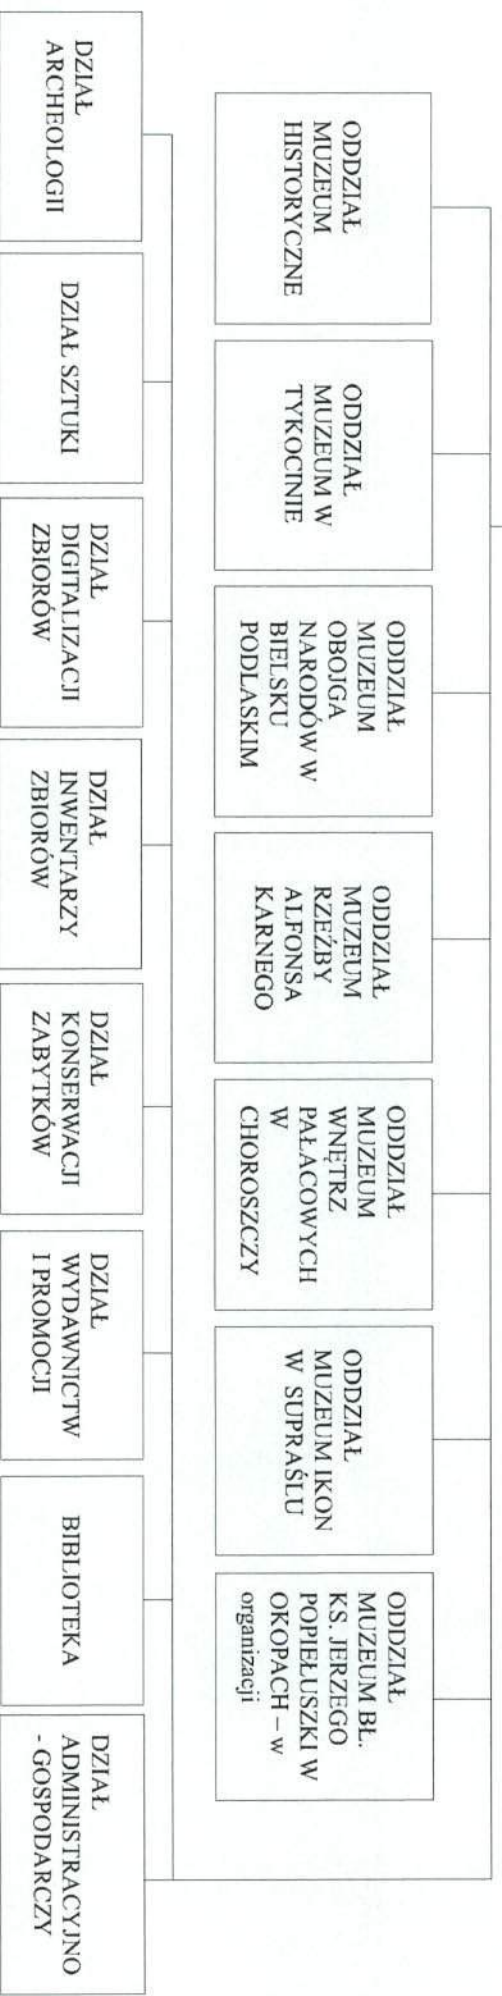 ODDZIAŁ
MUZEUM
HISTORYCZNE
ODDZIAŁ
MUZEUM W
TYKOCINIE
ODDZIAŁ
MUZEUM
OBOJGA
NARODÓW W
BIELSKU
PODLASKIM
ODDZIAŁ
MUZEUM
RZEŹBY
ALFONSA
KARNEGO
ODDZIAŁ
MUZEUM
WNĘTRZ
PAŁACOWYCH
W
CHOROSZCZY
ODDZIAŁ
MUZEUM IKON
W SUPRAŚLU
ODDZIAŁ
MUZEUM BŁ.
KS. JERZEGO
POPIEŁUSZKI W
OKOPACH – w
organizacji
DZIAŁ
ARCHEOLOGII
DZIAŁ SZTUKI
DZIAŁ
DIGITALIZACJI
ZBIORÓW
DZIAŁ
INWENTARZY
ZBIORÓW
DZIAŁ
KONSERWACJI
ZABYTKÓW
DZIAŁ
WYDAWNICTW
I PROMOCJI
BIBLIOTEKA
DZIAŁ
ADMINISTRACYJNO
- GOSPODARCZY